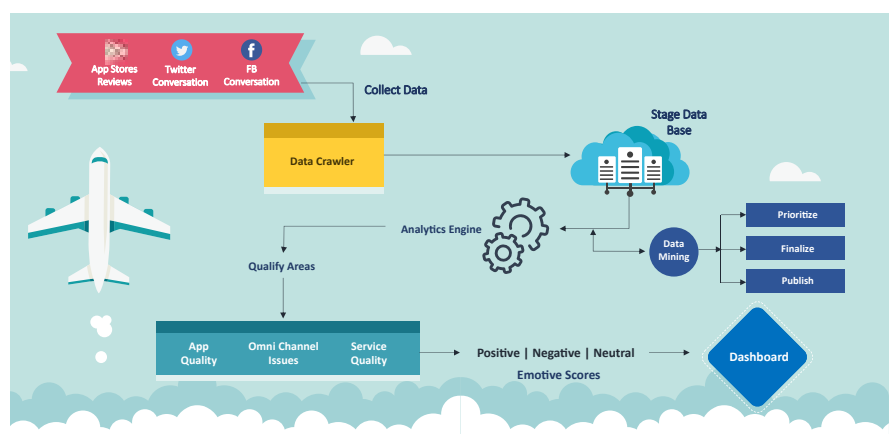 App Stores
Reviews
Twitter
Conversation
FB
Conversation
Collect Data
Data Crawler
Stage Data
Base
Analytics Engine
Data
Mining
Prioritize
Finalize
Publish
Qualify Areas
App
Quality
Omni Channel
Issues
Service
Quality
Positive | Negative | Neutral
Emotive Scores
Dashboard